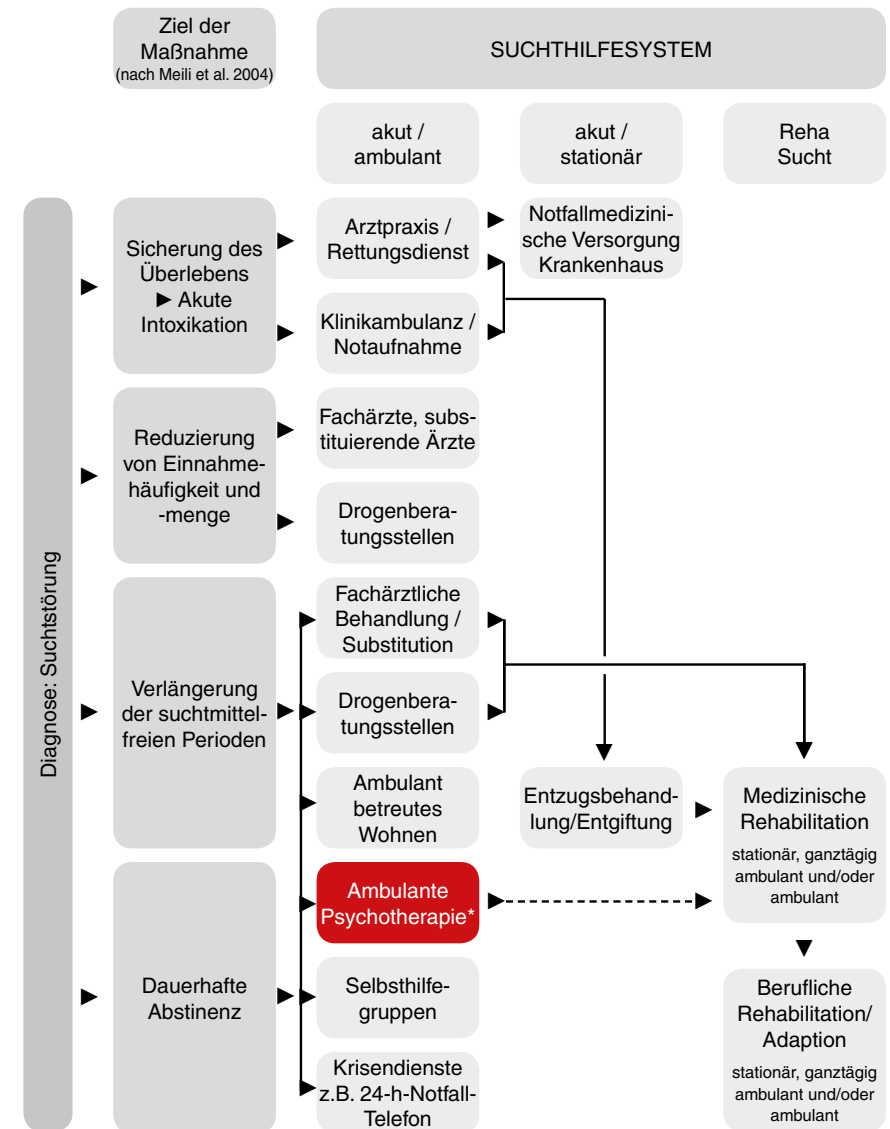 Ziel der
Maßnahme
(nach Meili et al. 2004)
SUCHTHILFESYSTEM
akut /
ambulant
akut /
stationär
Reha
Sucht
Diagnose: Suchtstörung
Sicherung des
Überlebens
► Akute
Intoxikation
Arztpraxis /
Rettungsdienst
Notfallmedizini-
sche Versorgung
Krankenhaus
Klinikambulanz /
Notaufnahme
Reduzierung
von Einnahme-
häufigkeit und
-menge
Fachärzte, subs-
tituierende Ärzte
Drogenbera-
tungsstellen
Verlängerung
der suchtmittel-
freien Perioden
Fachärztliche
Behandlung /
Substitution
Drogenbera-
tungsstellen
Ambulant
betreutes
Wohnen
Entzugsbehand-
lung/Entgiftung
Medizinische
Rehabilitation
stationär, ganztägig
ambulant und/oder
ambulant
Ambulante
Psychotherapie*
Dauerhafte
Abstinenz
Selbsthilfe-
gruppen
Krisendienste
z.B. 24-h-Notfall-
Telefon
Berufliche
Rehabilitation/
Adaption
stationär, ganztägig
ambulant und/oder
ambulant